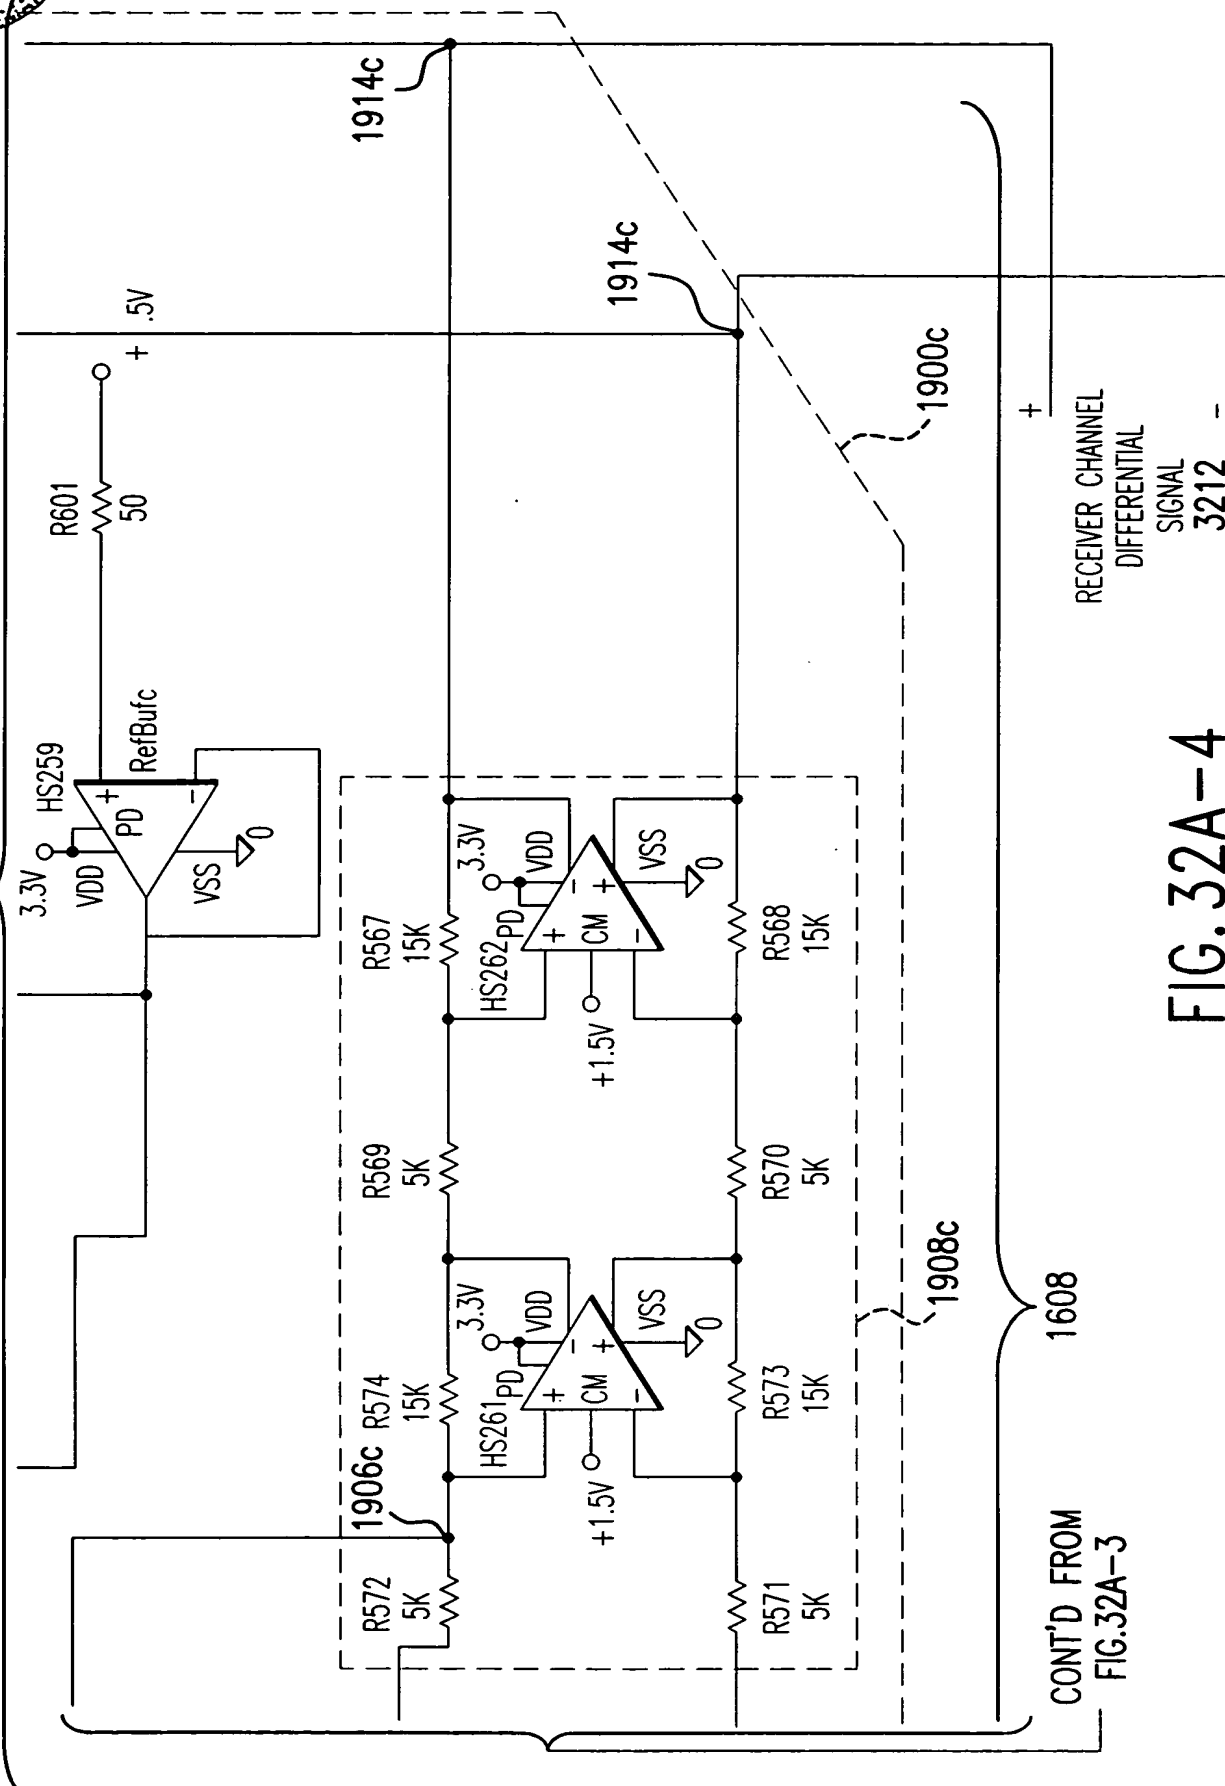 1914c
1914c
+ .5V
R601
50
1900c
+
RECEIVER CHANNEL
DIFFERENTIAL
SIGNAL
3212 -
HS259
RefBufc
+
-
PD
3.3V
VDD
VSS
0
R567
15K
HS262
PD
3.3V
VDD
VSS
0
-
+
+
CM
-
+1.5V
R568
15K
R569
5K
R570
5K
R574
15K
HS261
PD
3.3V
VDD
VSS
0
-
+
+
CM
-
+1.5V
R573
15K
1906c
R572
5K
R571
5K
1908c
1608
CONT'D FROM
FIG.32A-3
FIG.32A-4